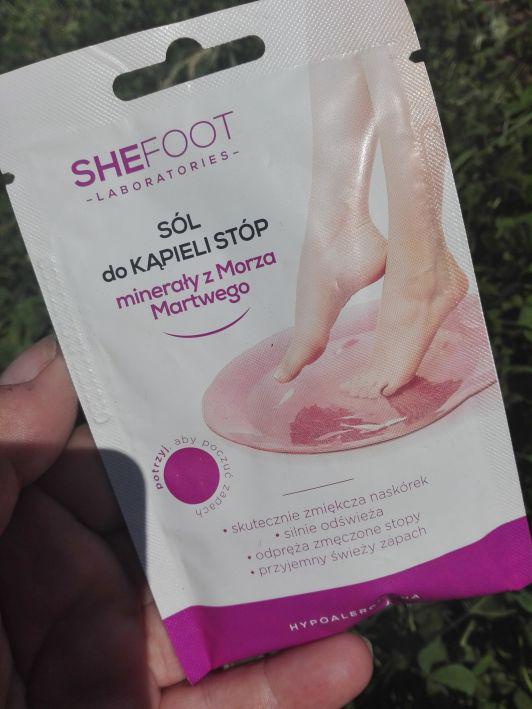 SHEFOOT
-LABORATORIES-
SÓL
do KĄPIELI STÓP
minerały z Morza
Martwego
Potrzyj, aby poczuć zapach
• skutecznie zmiękcza naskórek
• silnie odświeża
• odpręża zmęczone stopy
• przyjemny świeży zapach